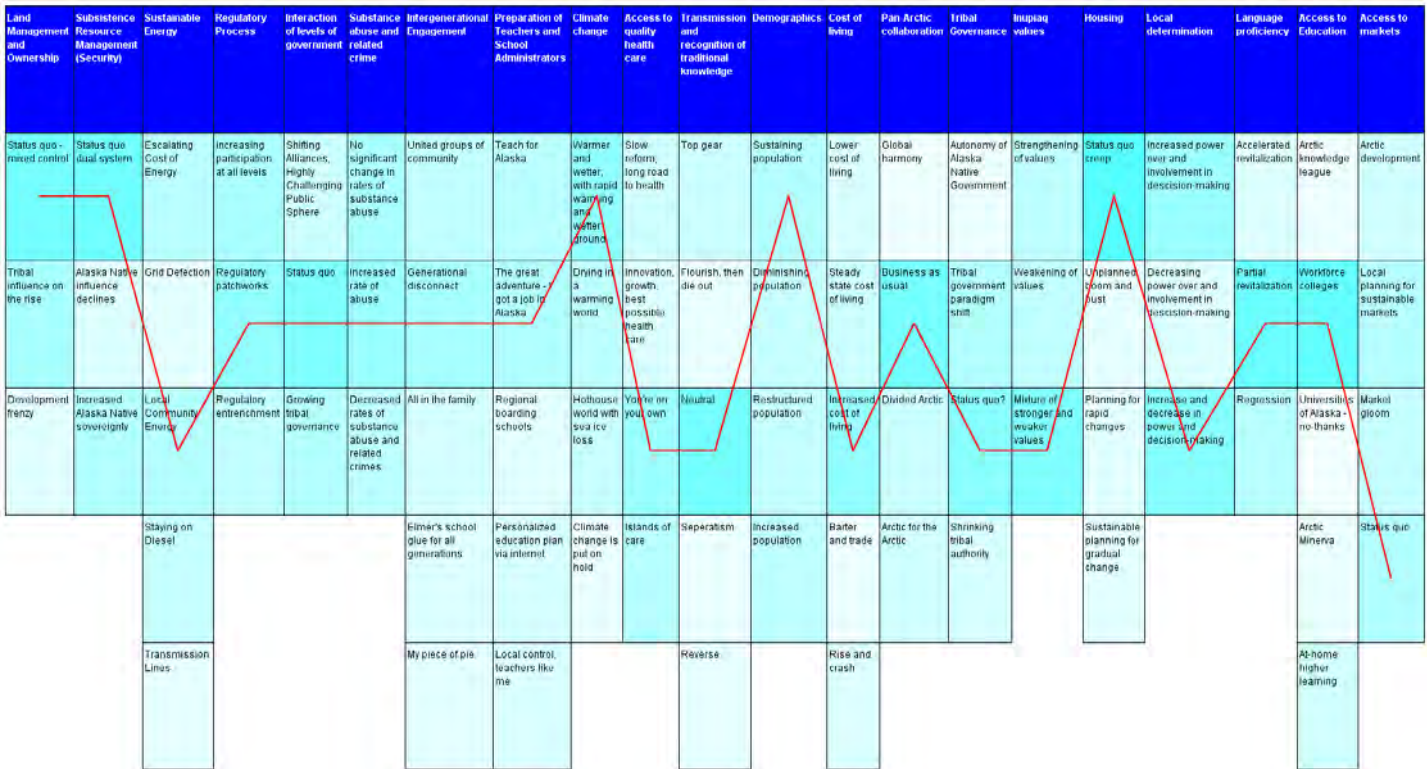 Land
Management
and
Ownership
Subsistence
Resource
Management
(Security)
Sustainable
Energy
Regulatory
Process
Interaction
of levels of
government
Substance
abuse and
related
crime
Intergenerational
Engagement
Preparation of
Teachers and
School
Administrators
Climate
change
Access to
quality
health
care
Transmission
and
recognition of
traditional
knowledge
Demographics
Cost of
living
Pan Arctic
collaboration
Tribal
Governance
Inupiaq
values
Housing
Local
determination
Language
proficiency
Access to
Education
Access to
markets
Status quo -
mixed control
Status quo
dual system
Escalating
Cost of
Energy
Increasing
participation
at all levels
Shifting
Alliances,
Highly
Challenging
Public
Sphere
No
significant
change in
rates of
substance
abuse
United groups of
community
Teach for
Alaska
Warmer
and
wetter,
with rapid
warming
and
wetter
ground
Slow
reform,
long road
to health
Top gear
Sustaining
population
Lower
cost of
living
Global
harmony
Autonomy of
Alaska
Native
Government
Strengthening
of values
Status quo
creep
Increased power
over and
involvement in
descision-making
Accelerated
revitalization
Arctic
knowledge
league
Arctic
development
Tribal
influence on
the rise
Alaska Native
influence
declines
Grid Defection
Regulatory
patchworks
Status quo
Increased
rate of
abuse
Generational
disconnect
The great
adventure - I
got a job in
Alaska
Drying in
a
warming
world
Innovation,
growth,
best
possible
health
care
Flourish, then
die out
Diminishing
population
Steady
state cost
of living
Business as
usual
Tribal
government
paradigm
shift
Weakening of
values
Unplanned
boom and
bust
Decreasing
power over and
involvement in
descision-making
Partial
revitalization
Workforce
colleges
Local
planning for
sustainable
markets
Development
frenzy
Increased
Alaska Native
sovereignty
Local
Community
Energy
Regulatory
entrenchment
Growing
tribal
governance
Decreased
rates of
substance
abuse and
related
crimes
All in the family
Regional
boarding
schools
Hothouse
world with
sea ice
loss
You're on
your own
Neutral
Restructured
population
Increased
cost of
living
Divided Arctic
Status quo?
Mixture of
stronger and
weaker
values
Planning for
rapid
changes
Increase and
decrease in
power and
decision-making
Regression
Universities
of Alaska -
no-thanks
Market
gloom
Staying on
Diesel
Elmer's school
glue for all
generations
Personalized
education plan
via internet
Climate
change is
put on
hold
Islands of
care
Seperatism
Increased
population
Barter
and trade
Arctic for the
Arctic
Shrinking
tribal
authority
Sustainable
planning for
gradual
change
Arctic
Minerva
Status quo
Transmission
Lines
My piece of pie
Local control,
teachers like
me
Reverse
Rise and
crash
At-home
higher
learning